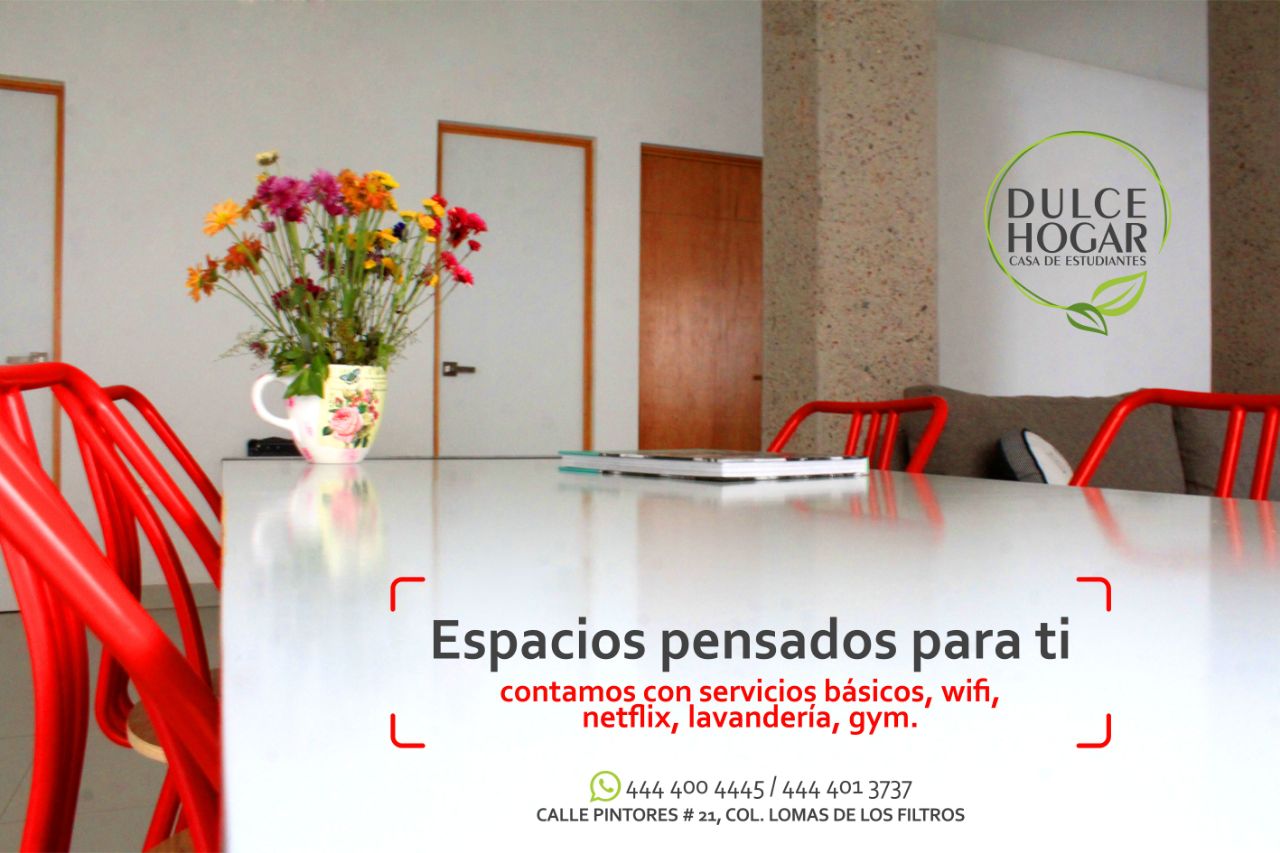 DULCE
HOGAR
CASA DE ESTUDIANTES
Espacios pensados para ti
contamos con servicios básicos, wifi,
netflix, lavandería, gym.
444 400 4445 / 444 401 3737
CALLE PINTORES # 21, COL. LOMAS DE LOS FILTROS